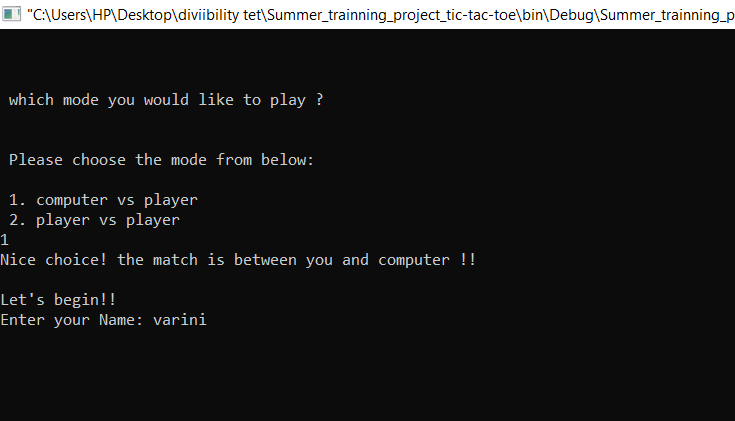 "C:\Users\HP\Desktop\diviibility tet\Summer_trainning_project_tic-tac-toe\bin\Debug\Summer_trainning_p
which mode you would like to play ?
Please choose the mode from below:
1. computer vs player
2. player vs player
1
Nice choice! the match is between you and computer !!
Let's begin!!
Enter your Name: varini